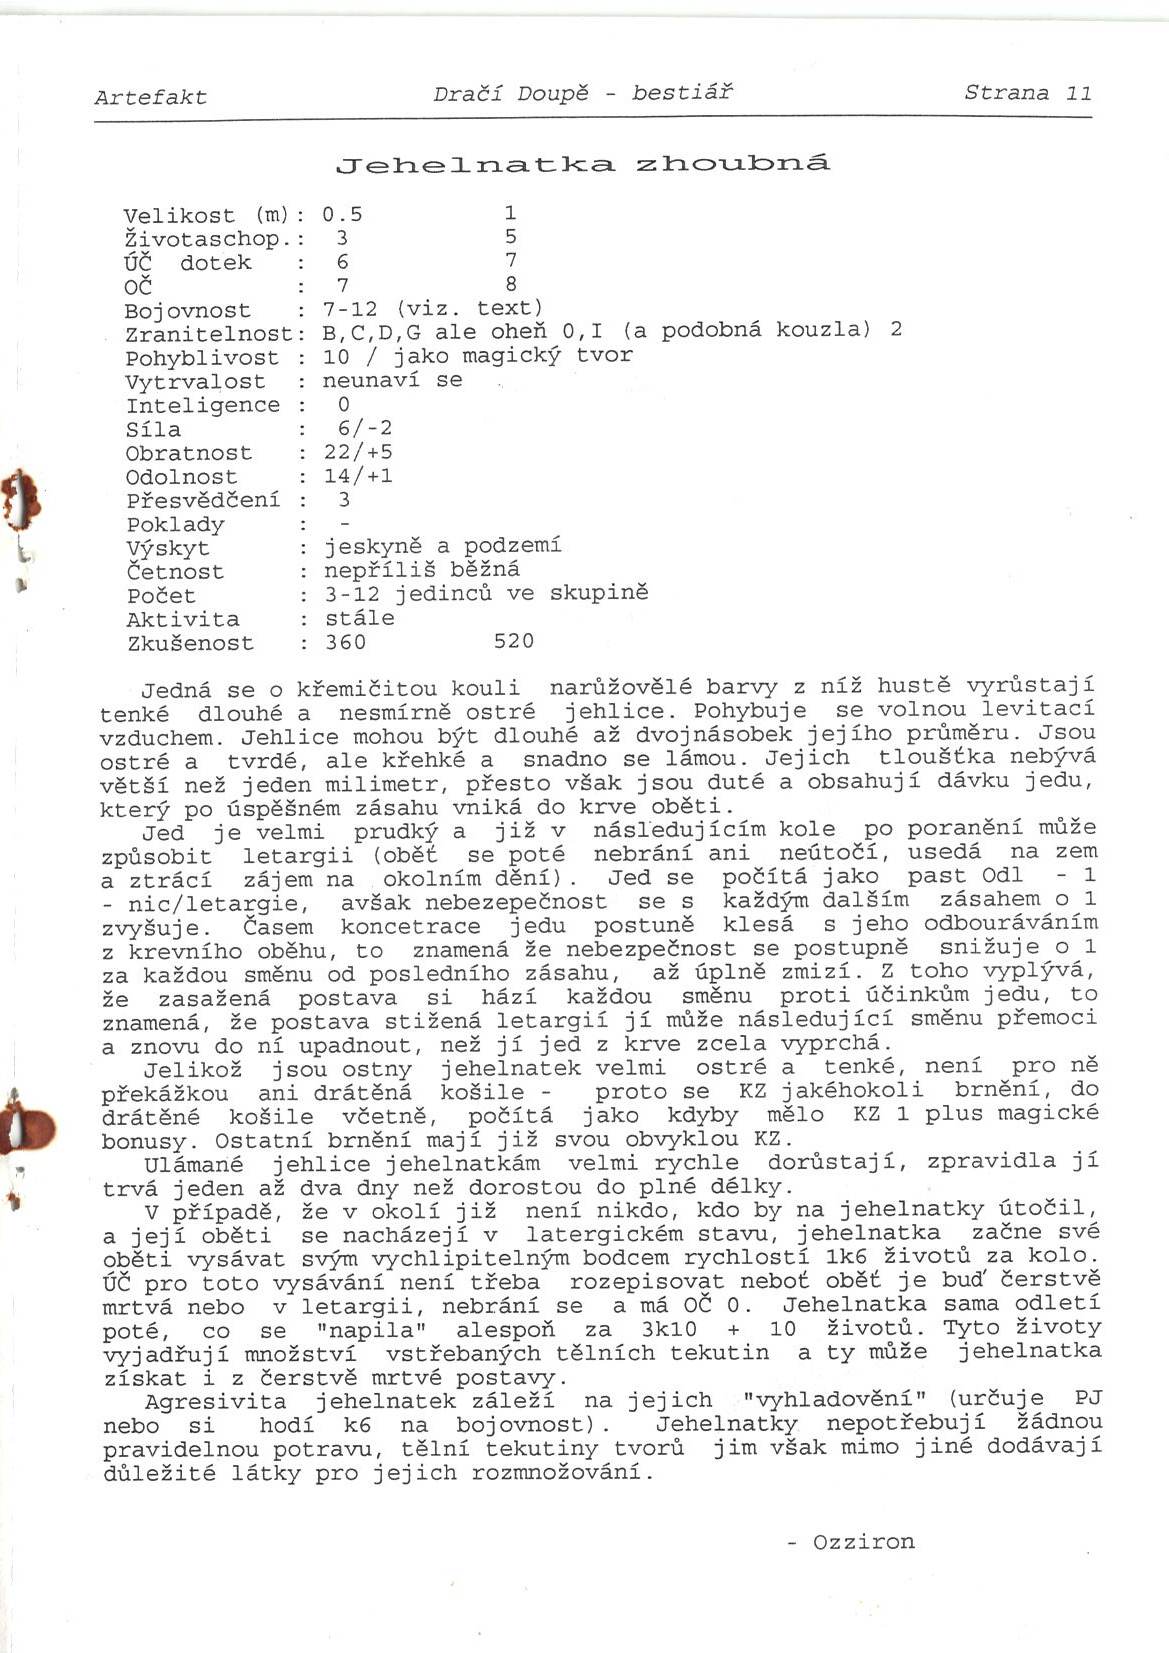 Artefakt Dračí Doupě - bestiář Strana 11
Jehelnatka zhoubná
Velikost (m): 0.5 1
Životaschop.: 3 5
ÚČ dotek : 6 7
OČ : 7 8
Bojovnost : 7-12 (viz. text)
Zranitelnost: B,C,D,G ale oheň 0,I (a podobná kouzla) 2
Pohyblivost : 10 / jako magický tvor
Vytrvalost : neunaví se
Inteligence : 0
Síla : 6/-2
Obratnost : 22/+5
Odolnost : 14/+1
Přesvědčení : 3
Poklady : -
Výskyt : jeskyně a podzemí
Četnost : nepříliš běžná
Počet : 3-12 jedinců ve skupině
Aktivita : stále
Zkušenost : 360 520
Jedná se o křemičitou kouli narůžovělé barvy z níž hustě vyrůstají
tenké dlouhé a nesmírně ostré jehlice. Pohybuje se volnou levitací
vzduchem. Jehlice mohou být dlouhé až dvojnásobek jejího průměru. Jsou
ostré a tvrdé, ale křehké a snadno se lámou. Jejich tloušťka nebývá
větší než jeden milimetr, přesto však jsou duté a obsahují dávku jedu,
který po úspěšném zásahu vniká do krve oběti.
Jed je velmi prudký a již v následujícím kole po poranění může
způsobit letargii (oběť se poté nebrání ani neútočí, usedá na zem
a ztrácí zájem na okolním dění). Jed se počítá jako past Odl - 1
- nic/letargie, avšak nebezepečnost se s každým dalším zásahem o 1
zvyšuje. Časem koncetrace jedu postuně klesá s jeho odbouráváním
z krevního oběhu, to znamená že nebezpečnost se postupně snižuje o 1
za každou směnu od posledního zásahu, až úplně zmizí. Z toho vyplývá,
že zasažená postava si hází každou směnu proti účinkům jedu, to
znamená, že postava stižená letargií jí může následující směnu přemoci
a znovu do ní upadnout, než jí jed z krve zcela vyprchá.
Jelikož jsou ostny jehelnatek velmi ostré a tenké, není pro ně
překážkou ani drátěná košile - proto se KZ jakéhokoli brnění, do
drátěné košile včetně, počítá jako kdyby mělo KZ 1 plus magické
bonusy. Ostatní brnění mají již svou obvyklou KZ.
Ulámané jehlice jehelnatkám velmi rychle dorůstají, zpravidla jí
trvá jeden až dva dny než dorostou do plné délky.
V případě, že v okolí již není nikdo, kdo by na jehelnatky útočil,
a její oběti se nacházejí v latergickém stavu, jehelnatka začne své
oběti vysávat svým vychlipitelným bodcem rychlostí 1k6 životů za kolo.
ÚČ pro toto vysávání není třeba rozepisovat neboť oběť je buď čerstvě
mrtvá nebo v letargii, nebrání se a má OČ 0. Jehelnatka sama odletí
poté, co se "napila" alespoň za 3k10 + 10 životů. Tyto životy
vyjadřují množství vstřebaných tělních tekutin a ty může jehelnatka
získat i z čerstvě mrtvé postavy.
Agresivita jehelnatek záleží na jejich "vyhladovění" (určuje PJ
nebo si hodí k6 na bojovnost). Jehelnatky nepotřebují žádnou
pravidelnou potravu, tělní tekutiny tvorů jim však mimo jiné dodávají
důležité látky pro jejich rozmnožování.
- Ozziron